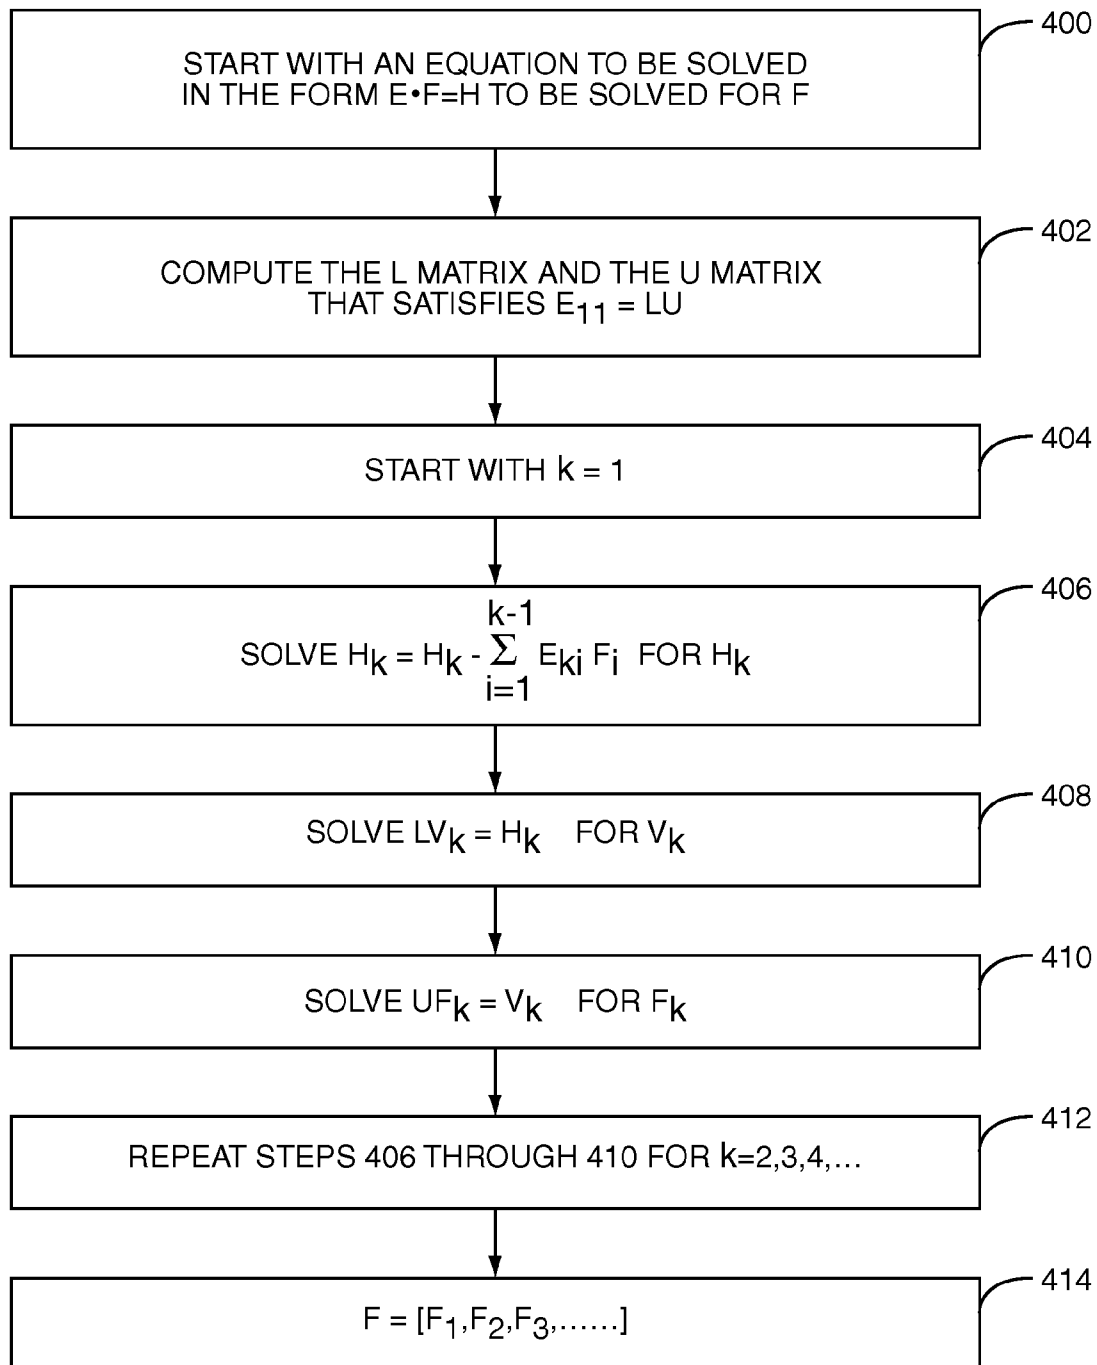 400
START WITH AN EQUATION TO BE SOLVED
IN THE FORM E•F=H TO BE SOLVED FOR F
402
COMPUTE THE L MATRIX AND THE U MATRIX
THAT SATISFIES E11 = LU
404
START WITH k = 1
406
k-1
SOLVE Hk = Hk - Σ Eki Fi FOR Hk
i=1
408
SOLVE LVk = Hk FOR Vk
410
SOLVE UFk = Vk FOR Fk
412
REPEAT STEPS 406 THROUGH 410 FOR k=2,3,4,...
414
F = [F1,F2,F3,......]